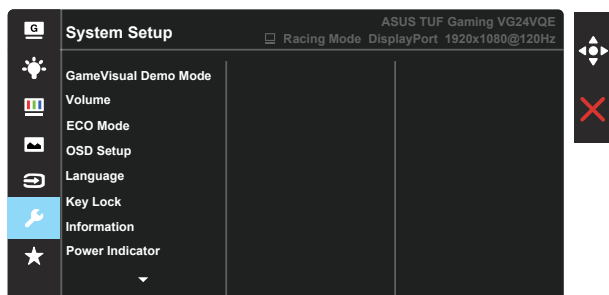 G
System Setup
ASUS TUF Gaming VG24VQE
Racing Mode DisplayPort 1920x1080@120Hz
GameVisual Demo Mode
Volume
ECO Mode
OSD Setup
Language
Key Lock
Information
Power Indicator